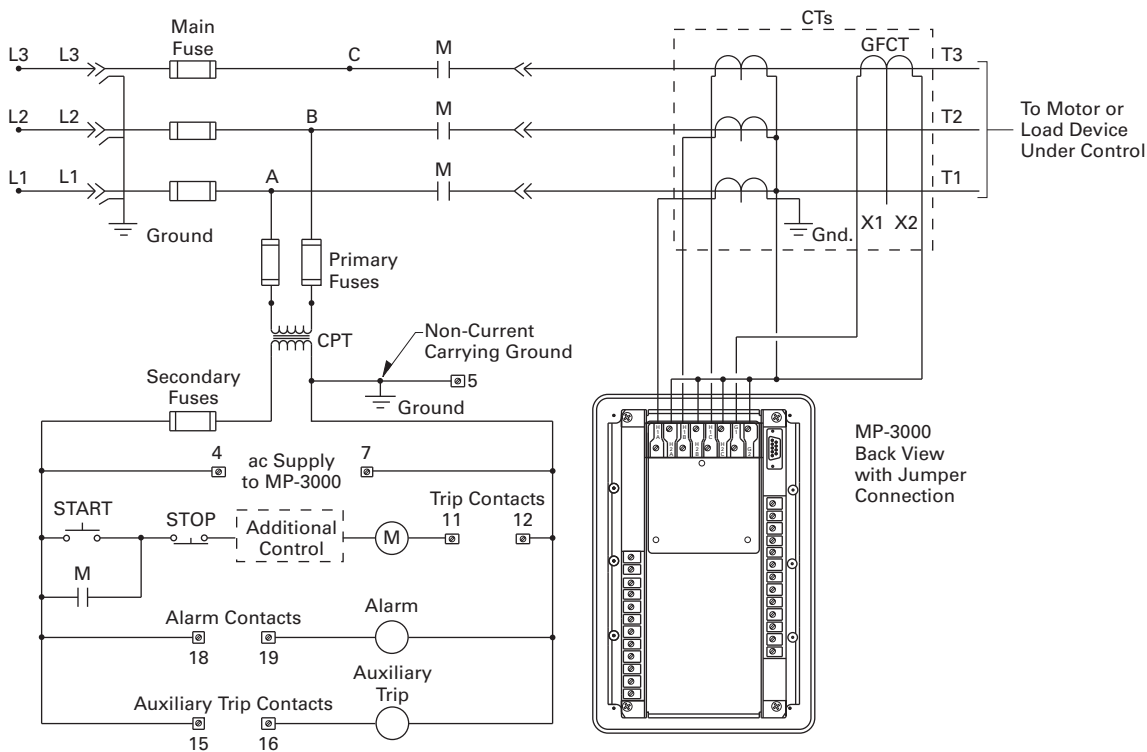 CTs
Main
Fuse
L3 L3 C M GFCT T3
L2 L2 B M T2
To Motor or
Load Device
Under Control
L1 L1 A M T1
Ground
Gnd. X1 X2
Primary
Fuses
CPT
Non-Current
Carrying Ground
5
Ground
Secondary
Fuses
4 ac Supply 7
to MP-3000
MP-3000
Back View
with Jumper
Connection
START STOP Additional
Control M Trip Contacts
11 12
M
Alarm Contacts Alarm
18 19
Auxiliary
Trip
Auxiliary Trip Contacts
15 16